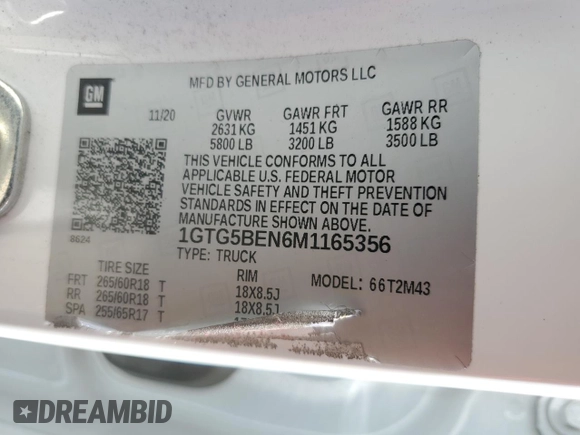 GM
MFD BY GENERAL MOTORS LLC
11/20 GVWR GAWR FRT GAWR RR
2631 KG 1451 KG 1588 KG
5800 LB 3200 LB 3500 LB
THIS VEHICLE CONFORMS TO ALL
APPLICABLE U.S. FEDERAL MOTOR
VEHICLE SAFETY AND THEFT PREVENTION
STANDARDS IN EFFECT ON THE DATE OF
MANUFACTURE SHOWN ABOVE.
8624 1GTG5BEN6M1165356
TYPE: TRUCK
TIRE SIZE RIM MODEL: 66T2M43
FRT 265/60R18 T 18X8.5J
RR 265/60R18 T 18X8.5J
SPA 255/65R17 T
DREAMBID